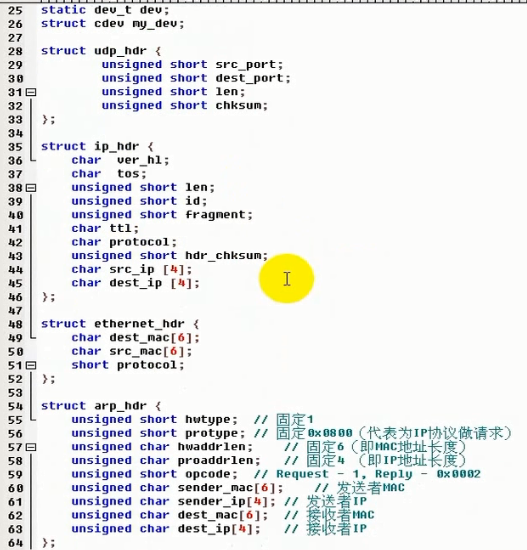 25 static dev_t dev;
26 struct cdev my_dev;
27
28 struct udp_hdr {
29 unsigned short src_port;
30 unsigned short dest_port;
31 unsigned short len;
32 unsigned short chksum;
33 };
34
35 struct ip_hdr {
36 char ver_hl;
37 char tos;
38 unsigned short len;
39 unsigned short id;
40 unsigned short fragment;
41 char ttl;
42 char protocol;
43 unsigned short hdr_chksum;
44 char src_ip [4];
45 char dest_ip [4];
46 };
47
48 struct ethernet_hdr {
49 char dest_mac[6];
50 char src_mac[6];
51 short protocol;
52 };
53
54 struct arp_hdr {
55 unsigned short hwtype; // 固定1
56 unsigned short protype; // 固定0x0800（代表为IP协议做请求）
57 unsigned char hwaddrlen; // 固定6（即MAC地址长度）
58 unsigned char proaddrlen; // 固定4 （即IP地址长度）
59 unsigned short opcode; // Request - 1, Reply - 0x0002
60 unsigned char sender_mac[6]; // 发送者MAC
61 unsigned char sender_ip[4]; // 发送者IP
62 unsigned char dest_mac[6]; // 接收者MAC
63 unsigned char dest_ip[4]; // 接收者IP
64 };